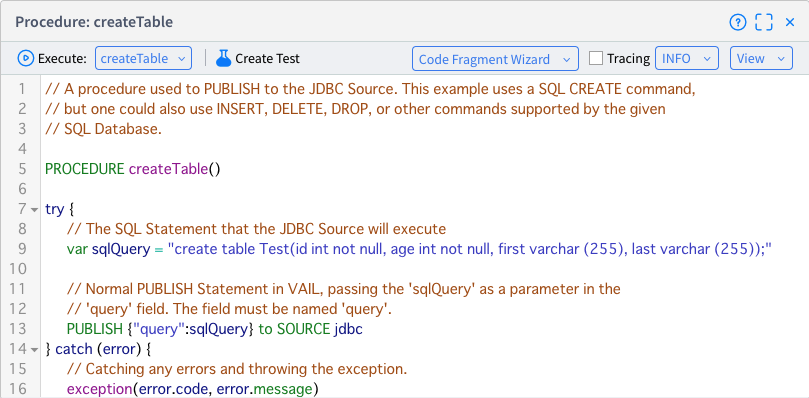 Procedure: createTable
Execute: createTable Create Test Code Fragment Wizard Tracing INFO View
1 // A procedure used to PUBLISH to the JDBC Source. This example uses a SQL CREATE command,
2 // but one could also use INSERT, DELETE, DROP, or other commands supported by the given
3 // SQL Database.
4
5 PROCEDURE createTable()
6
7 try {
8 // The SQL Statement that the JDBC Source will execute
9 var sqlQuery = "create table Test(id int not null, age int not null, first varchar (255), last varchar (255));"
10
11 // Normal PUBLISH Statement in VAIL, passing the 'sqlQuery' as a parameter in the
12 // 'query' field. The field must be named 'query'.
13 PUBLISH {"query":sqlQuery} to SOURCE jdbc
14 } catch (error) {
15 // Catching any errors and throwing the exception.
16 exception(error.code, error.message)